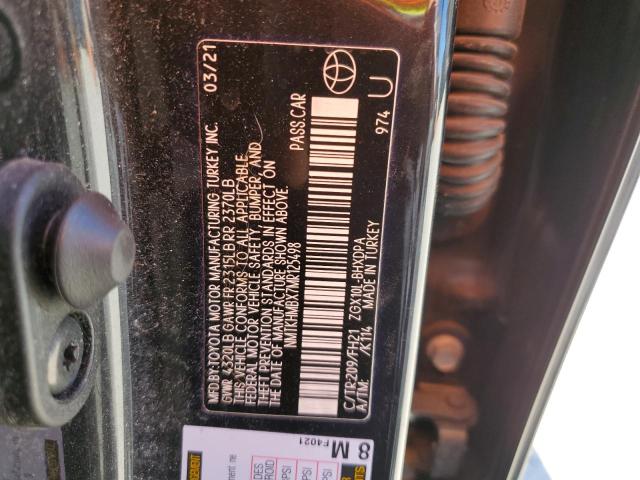 MFD.BY:TOYOTA MOTOR MANUFACTURING TURKEY INC. 03/21
GVWR 4320LB GAWR FR 2315LB RR 2370LB
THIS VEHICLE CONFORMS TO ALL APPLICABLE
FEDERAL MOTOR VEHICLE SAFETY, BUMPER, AND
THEFT PREVENTION STANDARDS IN EFFECT ON
THE DATE OF MANUFACTURE SHOWN ABOVE.
NMTKHMBXXMR125498 PASS.CAR
C/TR:209/FH21 ZGX10L-BHXDPA
A/TM: /K114 MADE IN TURKEY
974 U
8 M
F4021